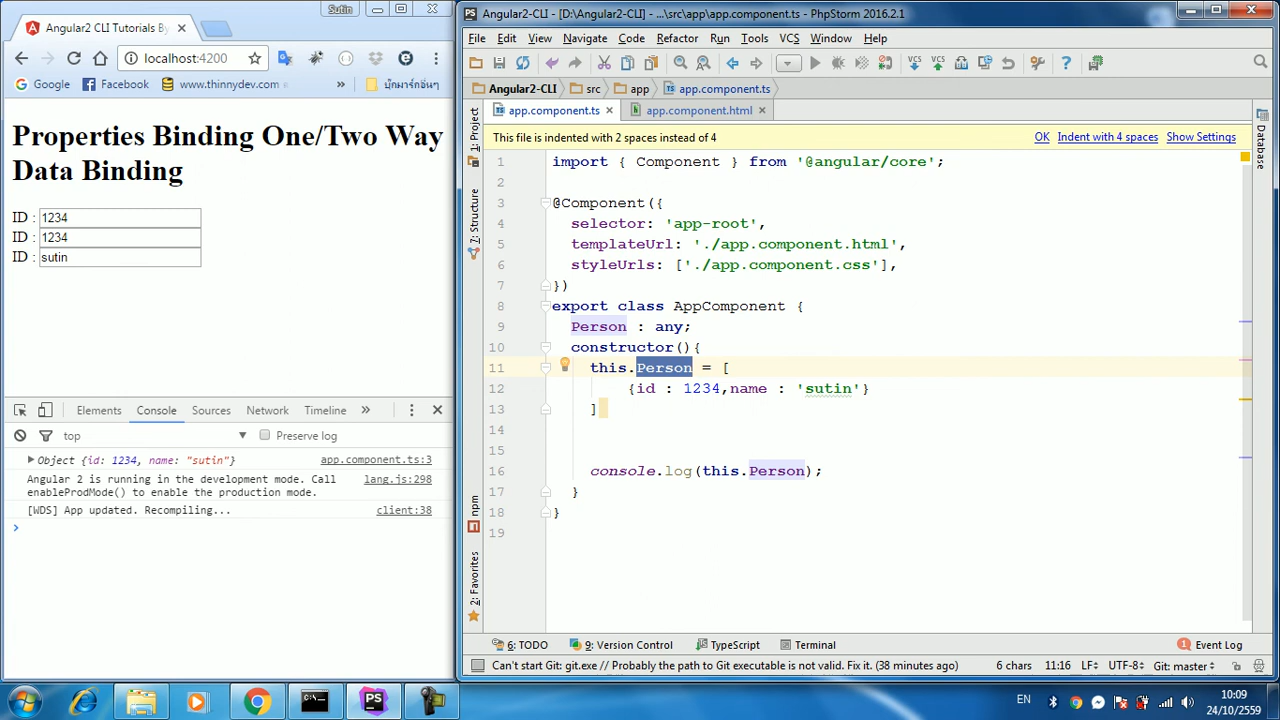 Sutin
Angular2 CLI Tutorials By
localhost:4200
Google
Facebook
www.thinnydev.com
»
บุ๊กมาร์กอื่นๆ
Properties Binding One/Two Way
Data Binding
ID : 1234
ID : 1234
ID : sutin
Elements Console Sources Network Timeline »
top
Preserve log
Object {id: 1234, name: "sutin"} app.component.ts:3
Angular 2 is running in the development mode. Call lang.js:298
enableProdMode() to enable the production mode.
[WDS] App updated. Recompiling... client:38
Angular2-CLI - [D:\Angular2-CLI] - ...\src\app\app.component.ts - PhpStorm 2016.2.1
File Edit View Navigate Code Refactor Run Tools VCS Window Help
Angular2-CLI src app app.component.ts
app.component.ts app.component.html
This file is indented with 2 spaces instead of 4 OK Indent with 4 spaces Show Settings
1 import { Component } from '@angular/core';
2
3 @Component({
4 selector: 'app-root',
5 templateUrl: './app.component.html',
6 styleUrls: ['./app.component.css'],
7 })
8 export class AppComponent {
9 Person : any;
10 constructor(){
11 this.Person = [
12 {id : 1234,name : 'sutin'}
13 ]
14
15
16 console.log(this.Person);
17 }
18 }
19
1: Project
7: Structure
npm
2: Favorites
Database
6: TODO 9: Version Control TypeScript Terminal 1 Event Log
Can't start Git: git.exe // Probably the path to Git executable is not valid. Fix it. (38 minutes ago) 6 chars 11:16 LF÷ UTF-8÷ Git: master÷
EN
10:09
24/10/2559